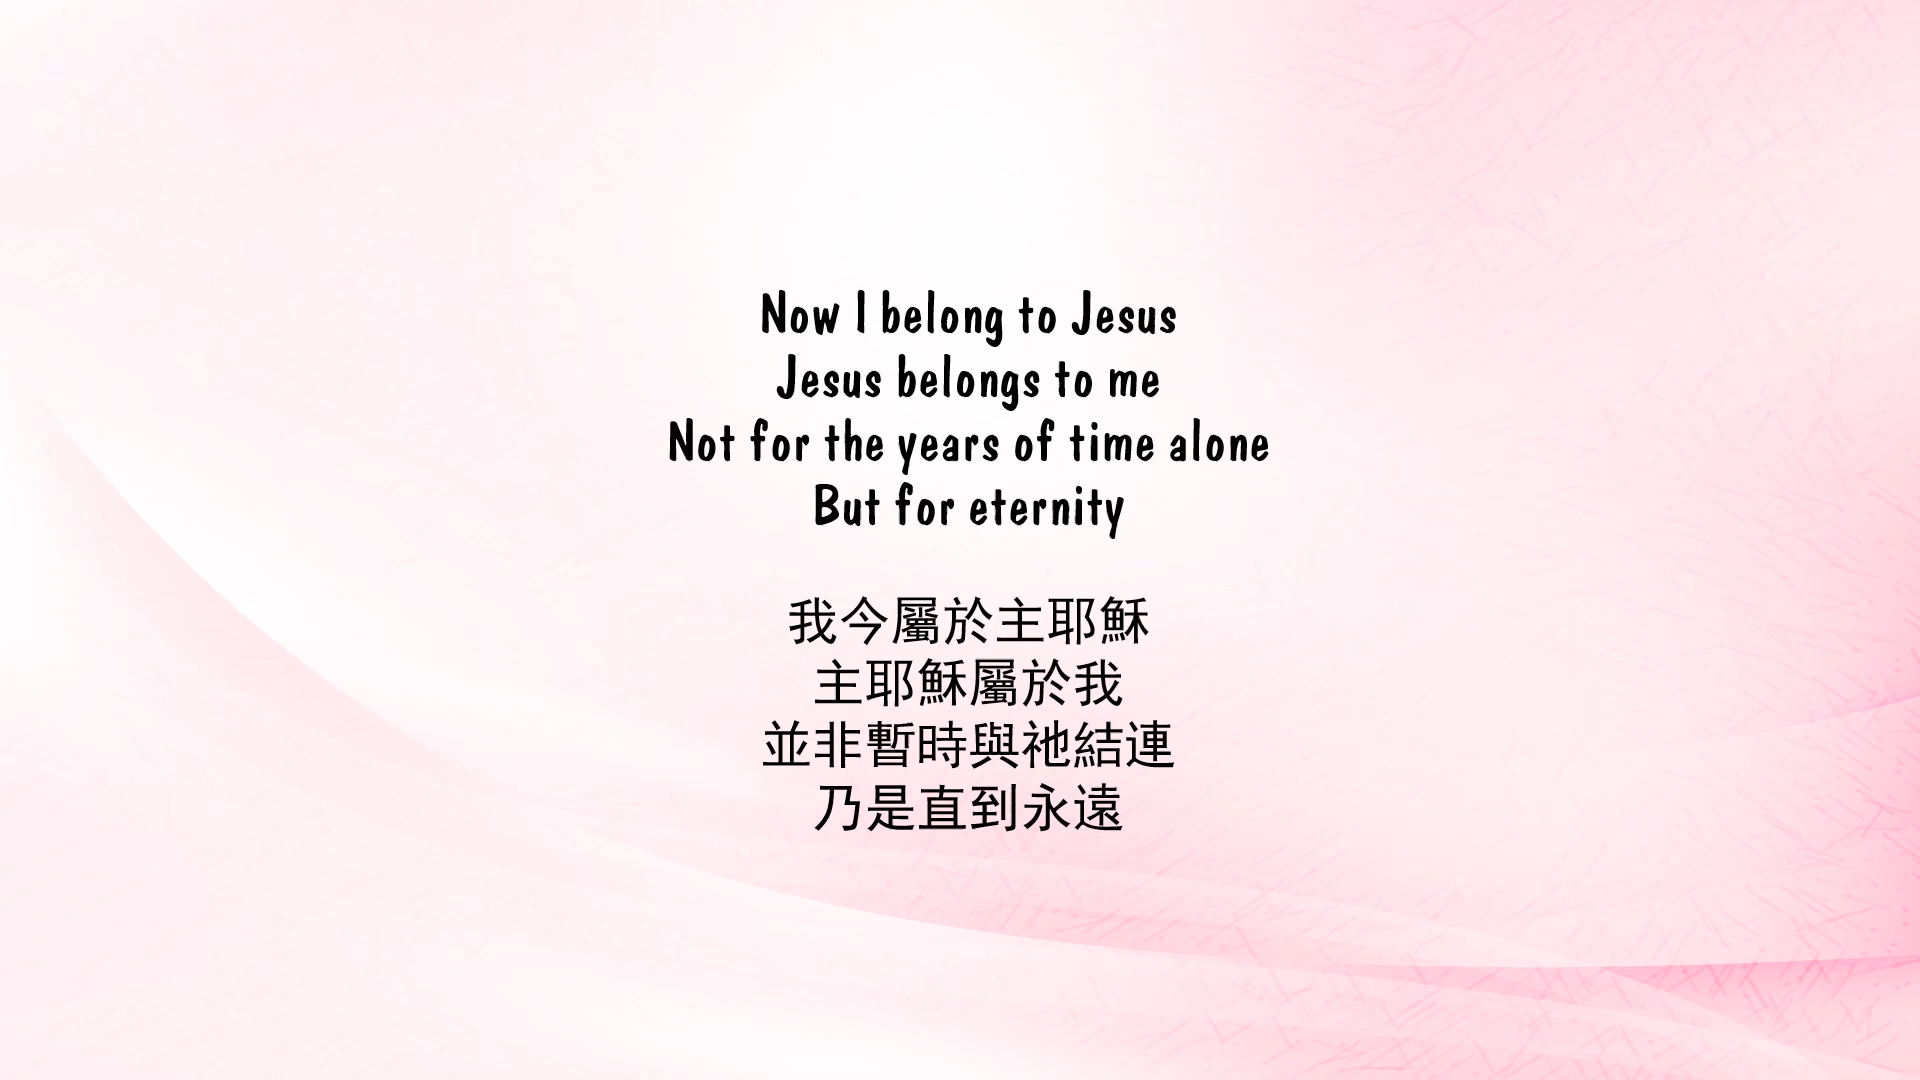 Now I belong to Jesus
Jesus belongs to me
Not for the years of time alone
But for eternity
我今屬於主耶穌
主耶穌屬於我
並非暫時與祂結連
乃是直到永遠